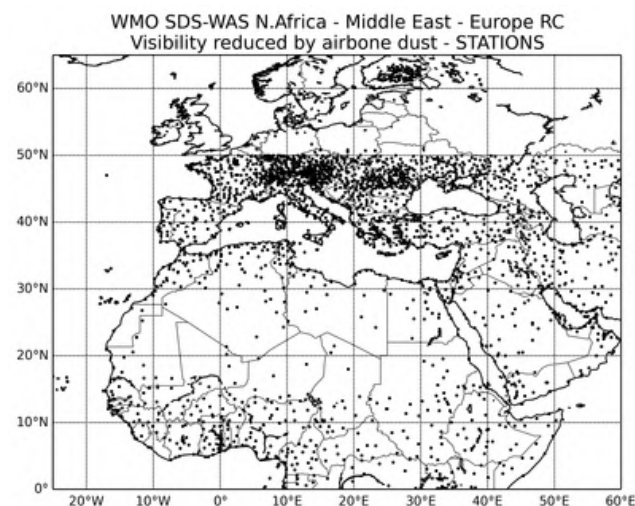 WMO SDS-WAS N.Africa - Middle East - Europe RC
Visibility reduced by airbone dust - STATIONS
60°N
50°N
40°N
30°N
20°N
10°N
0°
20°W 10°W 0° 10°E 20°E 30°E 40°E 50°E 60°E